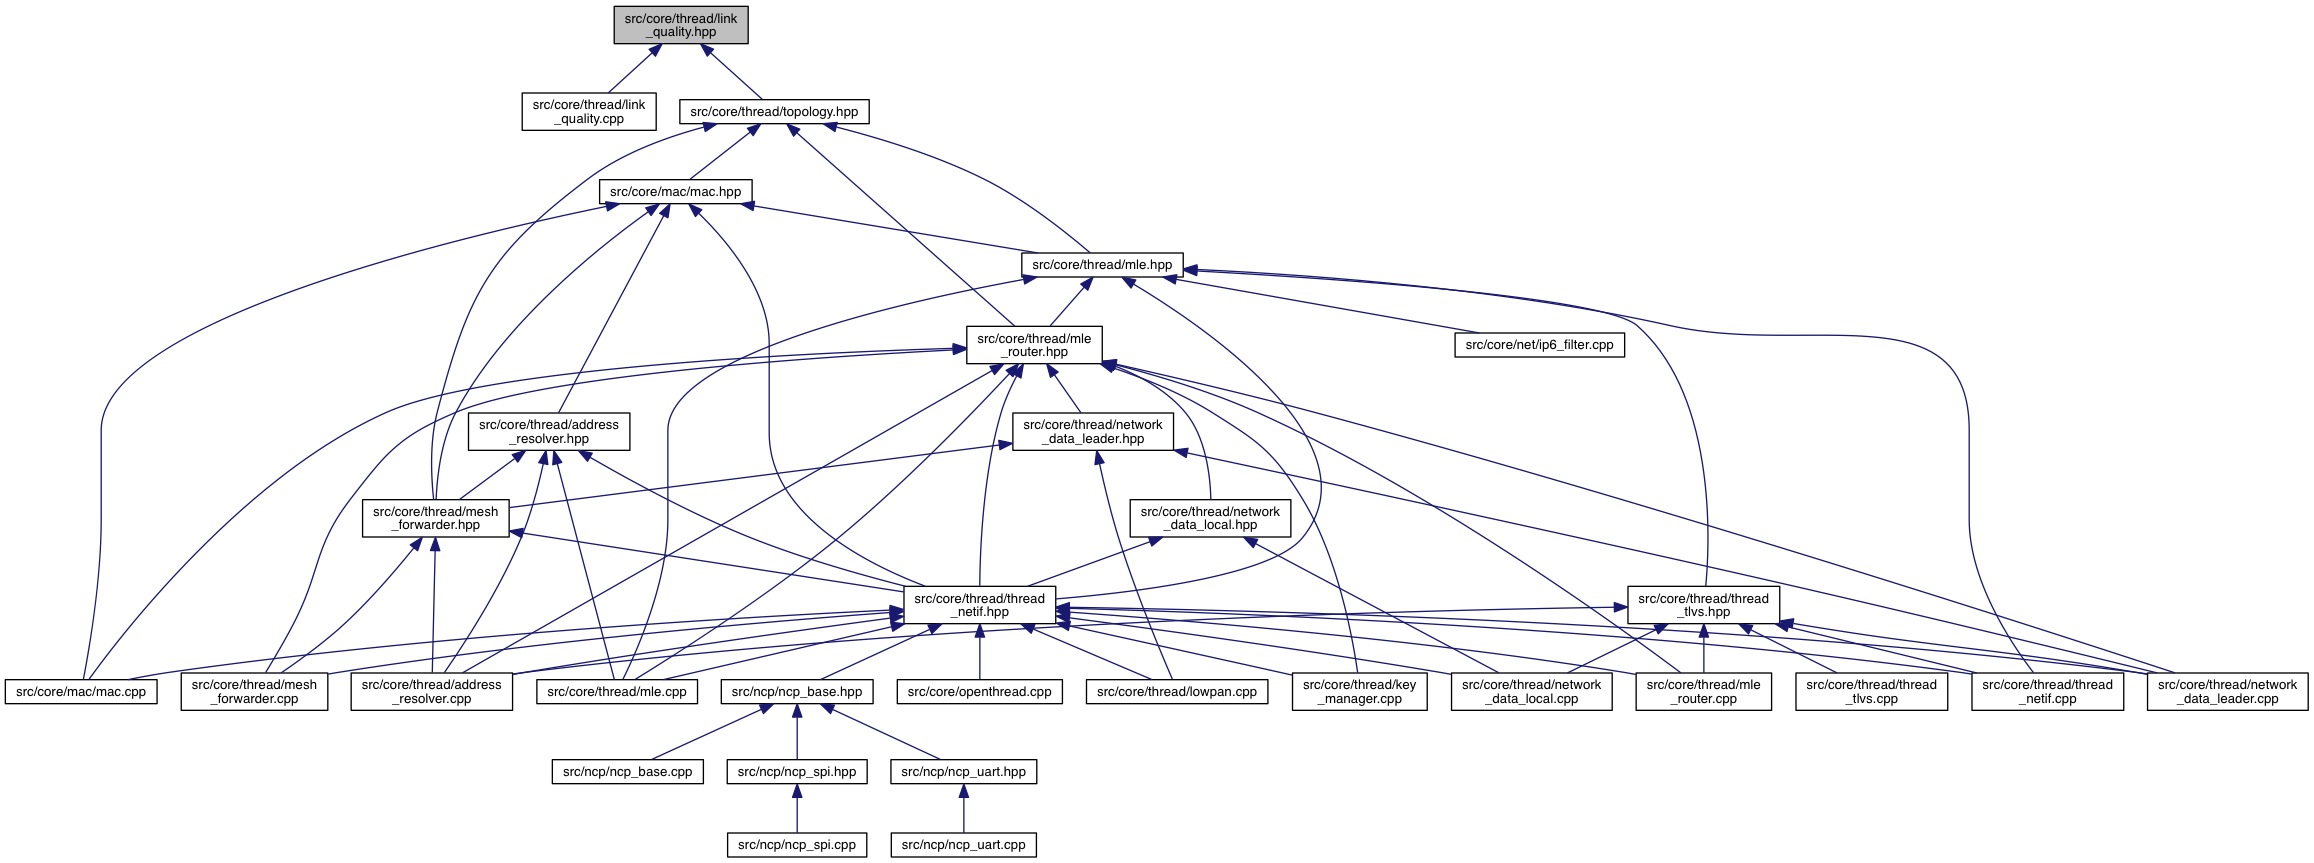 src/core/thread/link
_quality.hpp
src/core/thread/link
_quality.cpp
src/core/thread/topology.hpp
src/core/mac/mac.hpp
src/core/thread/mle.hpp
src/core/thread/mle
_router.hpp
src/core/net/ip6_filter.cpp
src/core/thread/address
_resolver.hpp
src/core/thread/network
_data_leader.hpp
src/core/thread/mesh
_forwarder.hpp
src/core/thread/network
_data_local.hpp
src/core/thread/thread
_netif.hpp
src/core/thread/thread
_tlvs.hpp
src/core/mac/mac.cpp
src/core/thread/mesh
_forwarder.cpp
src/core/thread/address
_resolver.cpp
src/core/thread/mle.cpp
src/ncp/ncp_base.hpp
src/core/openthread.cpp
src/core/thread/lowpan.cpp
src/core/thread/key
_manager.cpp
src/core/thread/network
_data_local.cpp
src/core/thread/mle
_router.cpp
src/core/thread/thread
_tlvs.cpp
src/core/thread/thread
_netif.cpp
src/core/thread/network
_data_leader.cpp
src/ncp/ncp_base.cpp
src/ncp/ncp_spi.hpp
src/ncp/ncp_uart.hpp
src/ncp/ncp_spi.cpp
src/ncp/ncp_uart.cpp